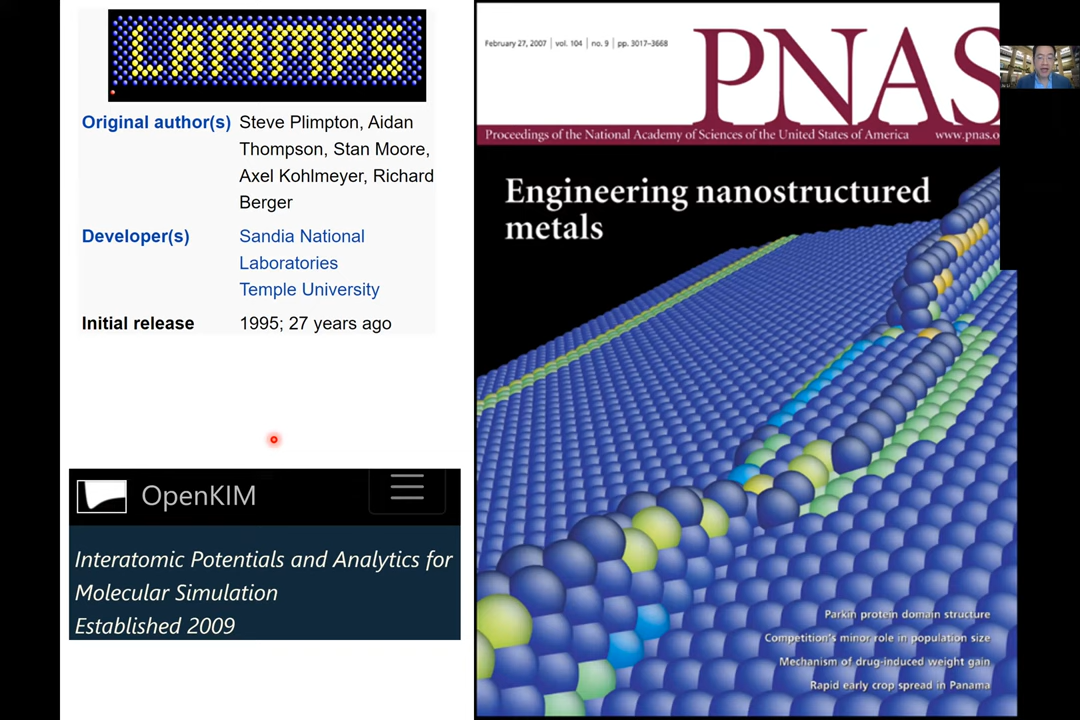 LAMMPS
Original author(s) Steve Plimpton, Aidan
Thompson, Stan Moore,
Axel Kohlmeyer, Richard
Berger
Developer(s) Sandia National
Laboratories
Temple University
Initial release 1995; 27 years ago
OpenKIM
Interatomic Potentials and Analytics for
Molecular Simulation
Established 2009
February 27, 2007 | vol. 104 | no. 9 | pp. 3017–3668
PNAS
Proceedings of the National Academy of Sciences of the United States of America www.pnas.o
Engineering nanostructured
metals
Parkin protein domain structure
Competition's minor role in population size
Mechanism of drug-induced weight gain
Rapid early crop spread in Panama